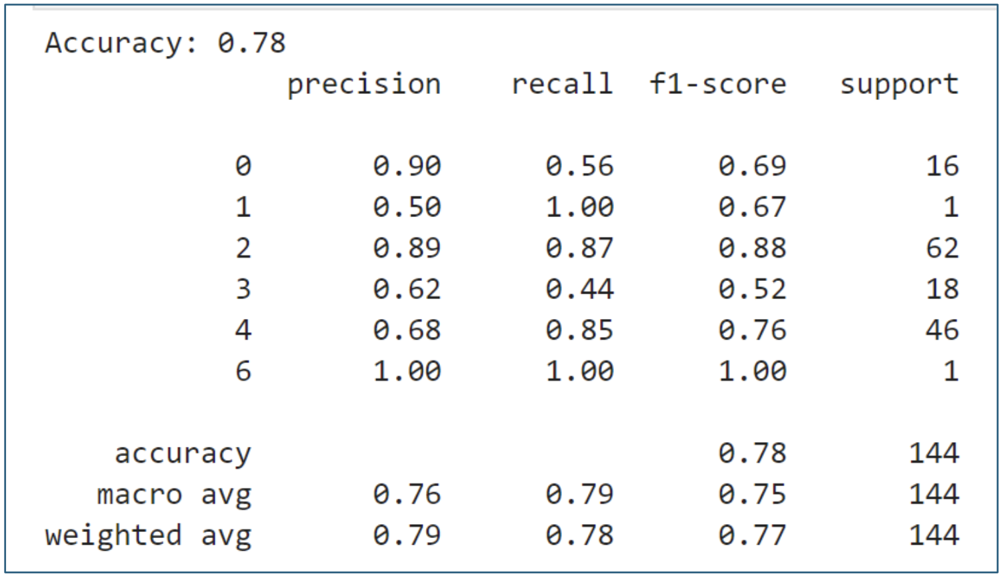 Accuracy: 0.78
precision recall f1-score support
0 0.90 0.56 0.69 16
1 0.50 1.00 0.67 1
2 0.89 0.87 0.88 62
3 0.62 0.44 0.52 18
4 0.68 0.85 0.76 46
6 1.00 1.00 1.00 1
accuracy 0.78 144
macro avg 0.76 0.79 0.75 144
weighted avg 0.79 0.78 0.77 144